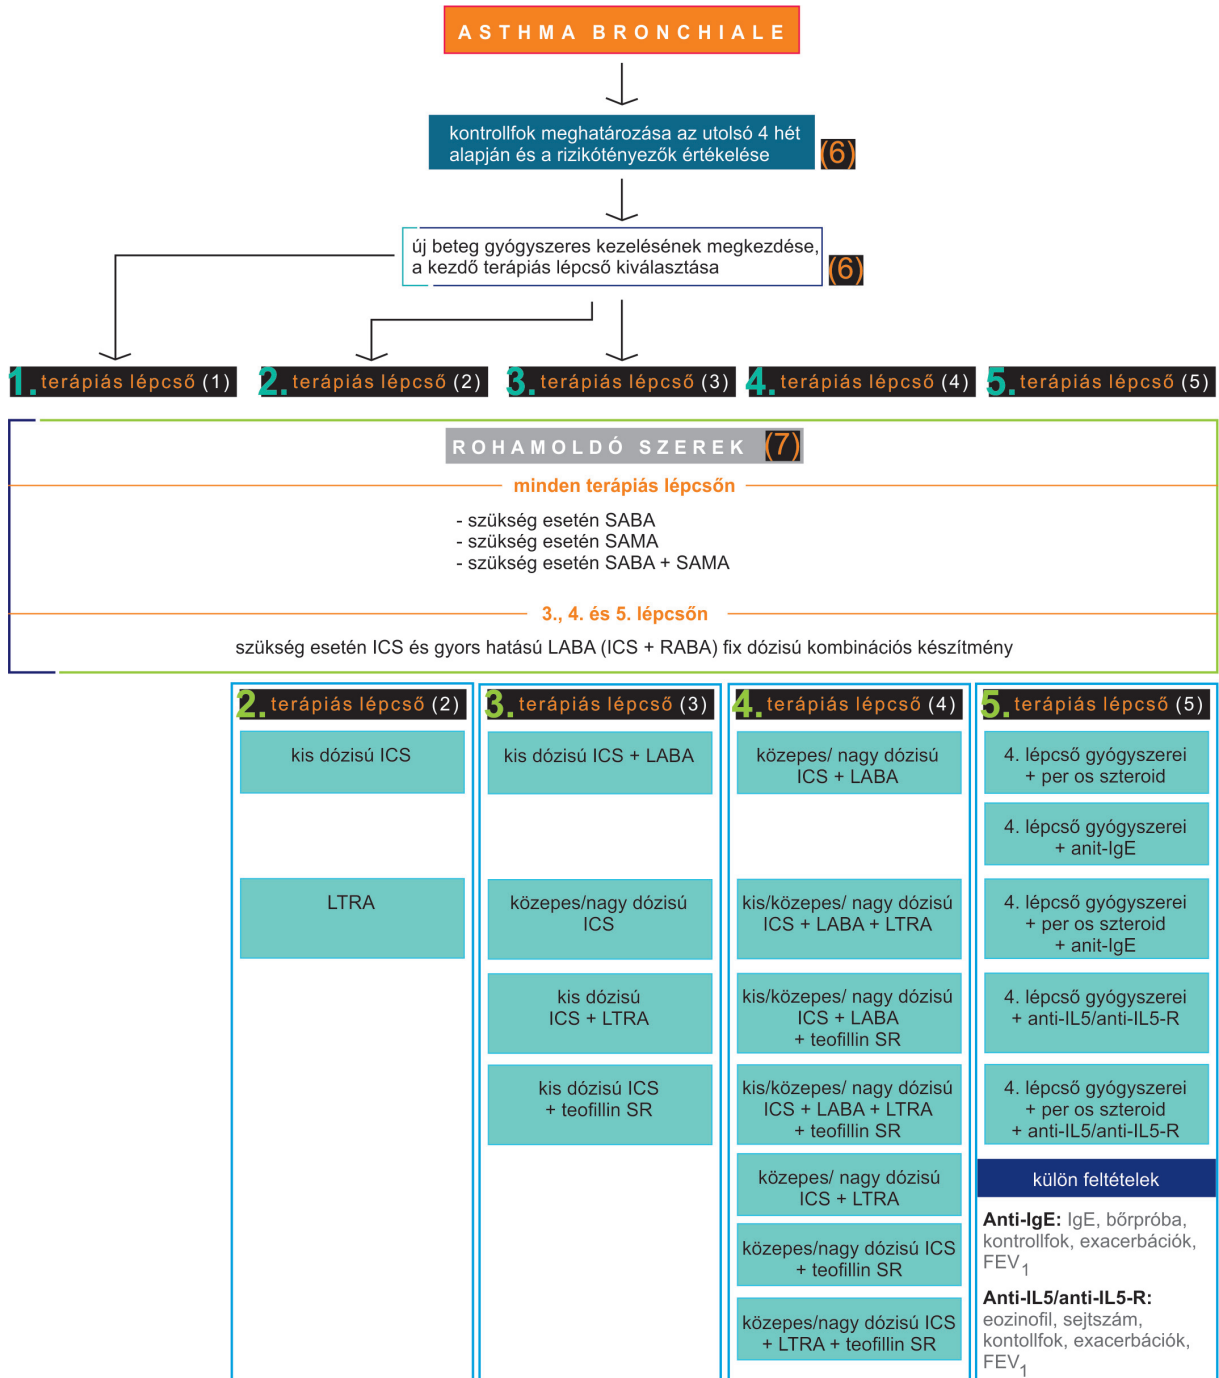 ASTHMA BRONCHIALE
kontrollfok meghatározása az utolsó 4 hét
alapján és a rizikótényezők értékelése (6)
új beteg gyógyszeres kezelésének megkezdése,
a kezdő terápiás lépcső kiválasztása (6)
1. terápiás lépcső (1)
2. terápiás lépcső (2)
3. terápiás lépcső (3)
4. terápiás lépcső (4)
5. terápiás lépcső (5)
ROHAMOLDÓ SZEREK (7)
minden terápiás lépcsőn
- szükség esetén SABA
- szükség esetén SAMA
- szükség esetén SABA + SAMA
3., 4. és 5. lépcsőn
szükség esetén ICS és gyors hatású LABA (ICS + RABA) fix dózisú kombinációs készítmény
2. terápiás lépcső (2)
kis dózisú ICS
LTRA
3. terápiás lépcső (3)
kis dózisú ICS + LABA
közepes/nagy dózisú
ICS
kis dózisú
ICS + LTRA
kis dózisú ICS
+ teofillin SR
4. terápiás lépcső (4)
közepes/ nagy dózisú
ICS + LABA
kis/közepes/ nagy dózisú
ICS + LABA + LTRA
kis/közepes/ nagy dózisú
ICS + LABA
+ teofillin SR
kis/közepes/ nagy dózisú
ICS + LABA + LTRA
+ teofillin SR
közepes/ nagy dózisú
ICS + LTRA
közepes/nagy dózisú ICS
+ teofillin SR
közepes/nagy dózisú ICS
+ LTRA + teofillin SR
5. terápiás lépcső (5)
4. lépcső gyógyszerei
+ per os szteroid
4. lépcső gyógyszerei
+ anit-IgE
4. lépcső gyógyszerei
+ per os szteroid
+ anit-IgE
4. lépcső gyógyszerei
+ anti-IL5/anti-IL5-R
4. lépcső gyógyszerei
+ per os szteroid
+ anti-IL5/anti-IL5-R
külön feltételek
Anti-IgE: IgE, bőrpróba,
kontrollfok, exacerbációk,
FEV1
Anti-IL5/anti-IL5-R:
eozinofil, sejtszám,
kontollfok, exacerbációk,
FEV1